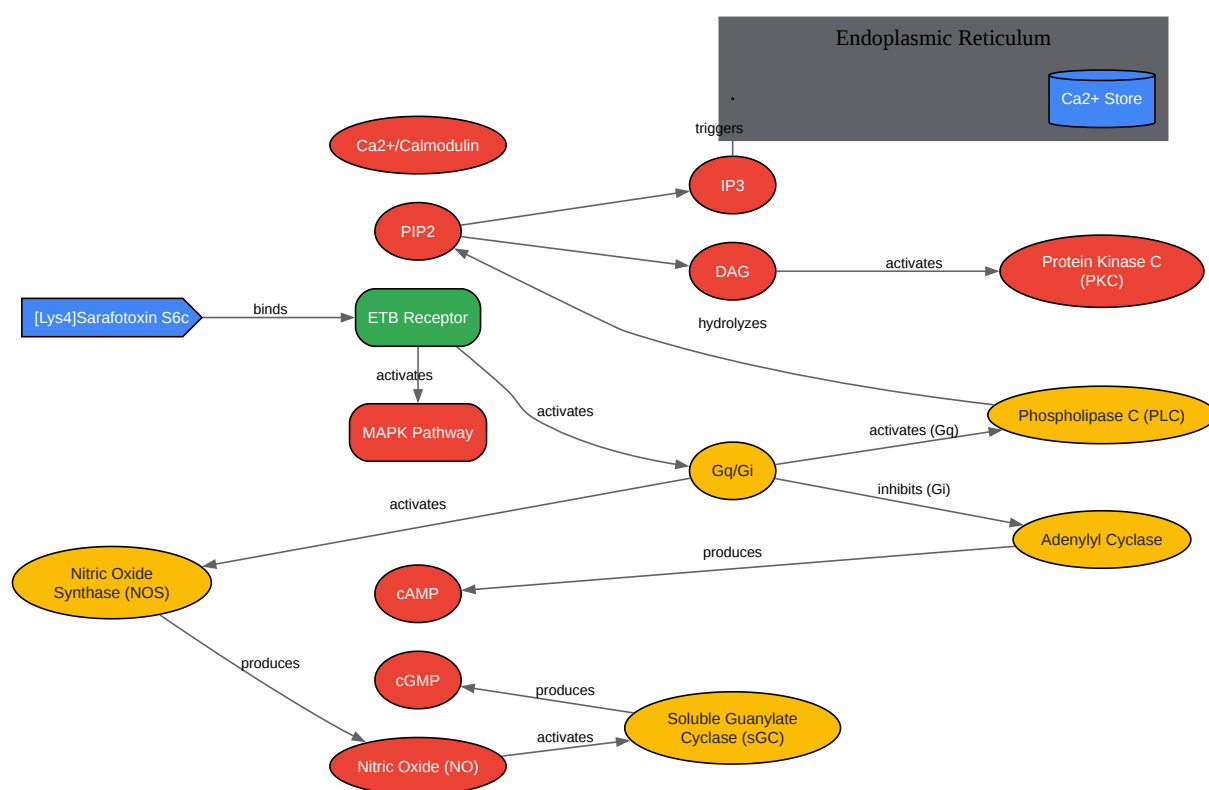 Endoplasmic Reticulum
Ca2+ Store
triggers
Ca2+/Calmodulin
IP3
PIP2
DAG
activates
Protein Kinase C
(PKC)
[Lys4]Sarafotoxin S6c
binds
ETB Receptor
hydrolyzes
activates
MAPK Pathway
activates
Phospholipase C (PLC)
activates (Gq)
Gq/Gi
inhibits (Gi)
activates
Adenylyl Cyclase
produces
Nitric Oxide
Synthase (NOS)
cAMP
produces
cGMP
produces
Soluble Guanylate
Cyclase (sGC)
activates
Nitric Oxide (NO)